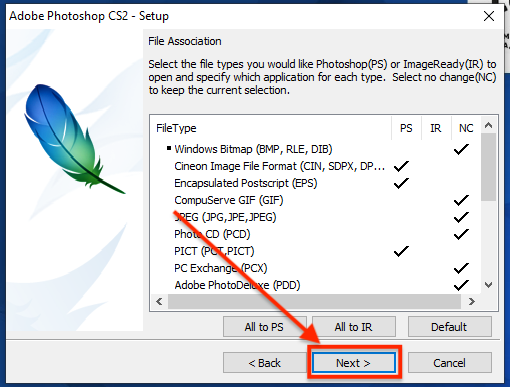 Adobe Photoshop CS2 - Setup
File Association
Select the file types you would like Photoshop(PS) or ImageReady(IR) to
open and specify which application for each type. Select no change(NC)
to keep the current selection.
FileType PS IR NC
Windows Bitmap (BMP, RLE, DIB)
Cineon Image File Format (CIN, SDPX, DP...
Encapsulated Postscript (EPS)
CompuServe GIF (GIF)
JPEG (JPG,JPE,JPEG)
Photo CD (PCD)
PICT (PCT,PICT)
PC Exchange (PCX)
Adobe PhotoDeluxe (PDD)
All to PS All to IR Default
< Back Next > Cancel